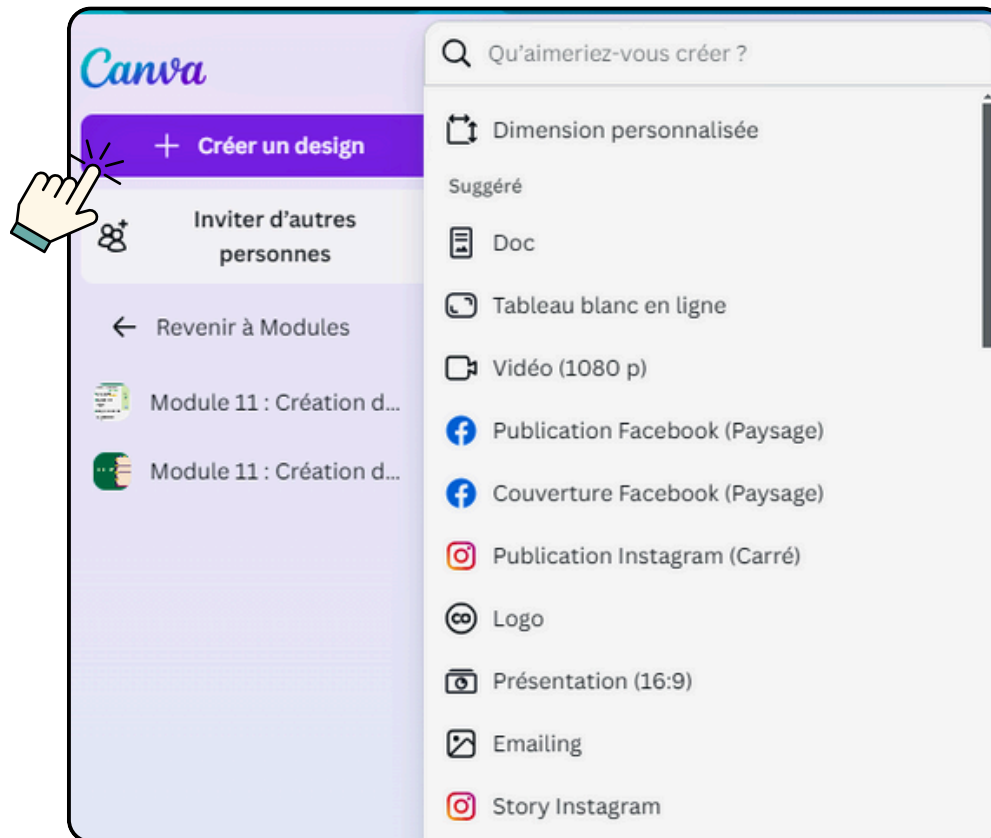 Canva
Créer un design
Inviter d'autres
personnes
Revenir à Modules
Module 11 : Création d...
Module 11 : Création d...
Qu'aimeriez-vous créer ?
Dimension personnalisée
Suggéré
Doc
Tableau blanc en ligne
Vidéo (1080 p)
Publication Facebook (Paysage)
Couverture Facebook (Paysage)
Publication Instagram (Carré)
Logo
Présentation (16:9)
Emailing
Story Instagram